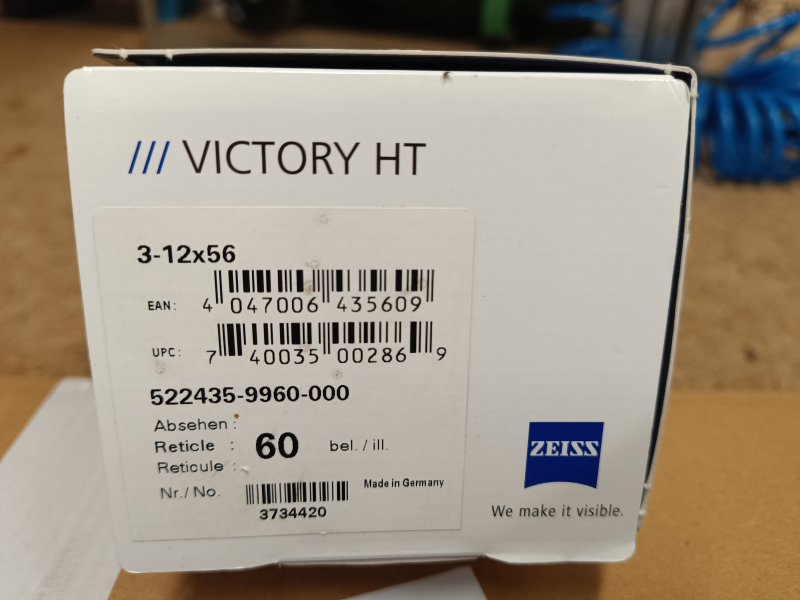 /// VICTORY HT
3-12x56
EAN: 4 047006 435609
UPC: 7 40035 00286 9
522435-9960-000
Absehen :
Reticle : 60 bel. / ill.
Reticule :
Nr./ No.
Made in Germany
3734420
ZEISS
We make it visible.